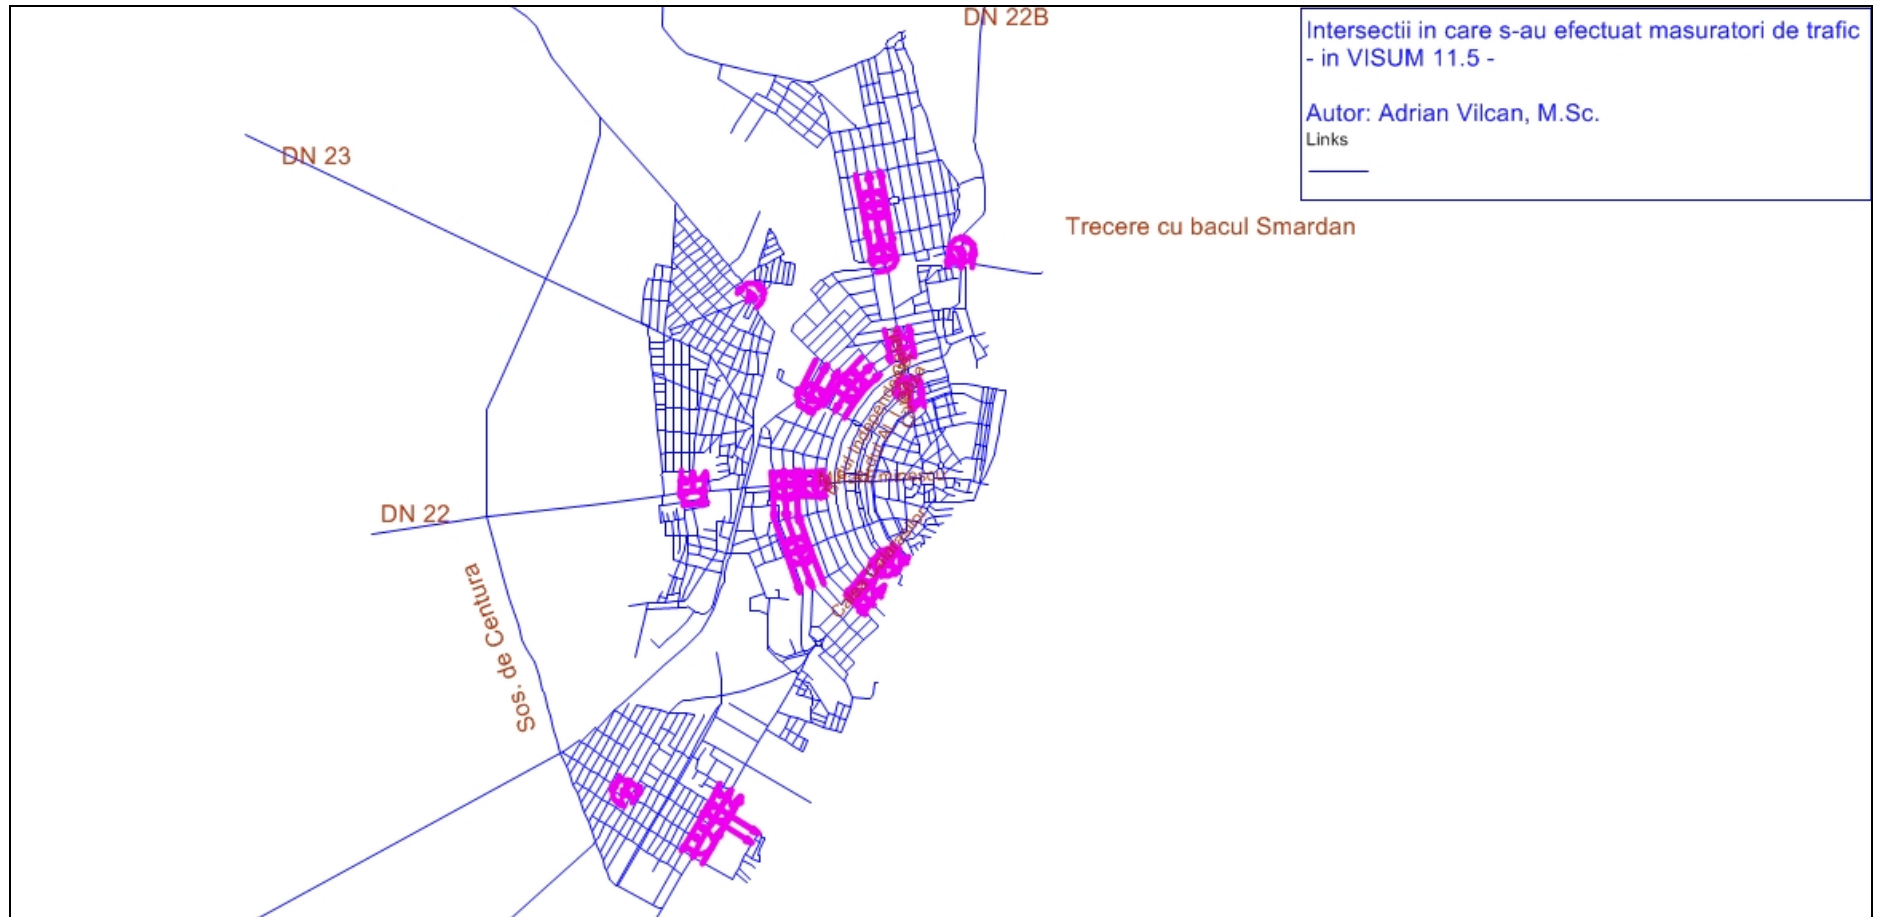 DN 22B
Intersectii in care s-au efectuat masuratori de trafic
- in VISUM 11.5 -
Autor: Adrian Vilcan, M.Sc.
Links
DN 23
Trecere cu bacul Smardan
DN 22
Sos. de Centura